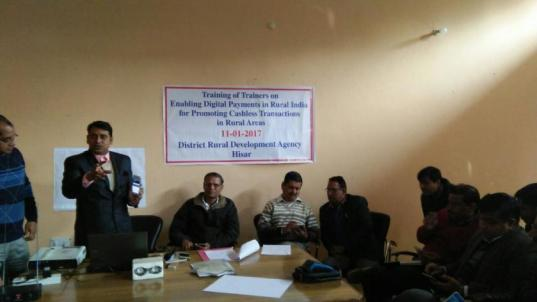 Training of Trainers on
Enabling Digital Payments in Rural India
for Promoting Cashless Transactions
in Rural Areas
11-01-2017
District Rural Development Agency
Hisar